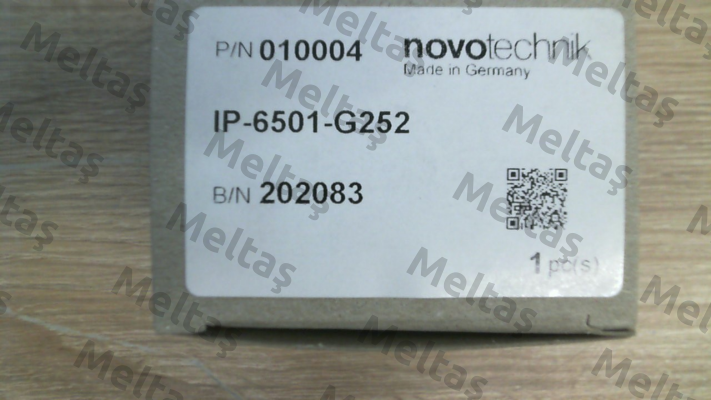 P/N 010004 novotechnik
Made in Germany
IP-6501-G252
B/N 202083
1 pc(s)
Meltaş